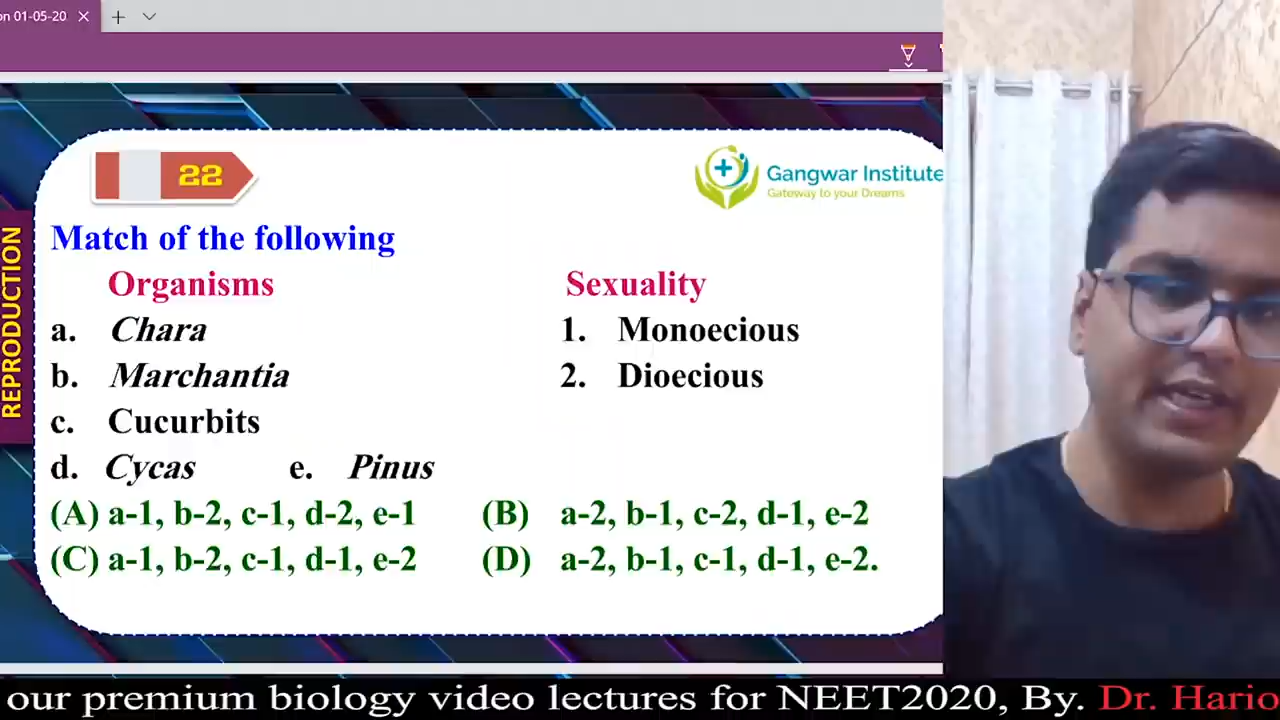 on 01-05-20
22
Gangwar Institute
Gateway to your Dreams
REPRODUCTION
Match of the following
Organisms Sexuality
a. Chara 1. Monoecious
b. Marchantia 2. Dioecious
c. Cucurbits
d. Cycas e. Pinus
(A) a-1, b-2, c-1, d-2, e-1 (B) a-2, b-1, c-2, d-1, e-2
(C) a-1, b-2, c-1, d-1, e-2 (D) a-2, b-1, c-1, d-1, e-2.
our premium biology video lectures for NEET2020, By. Dr. Hario